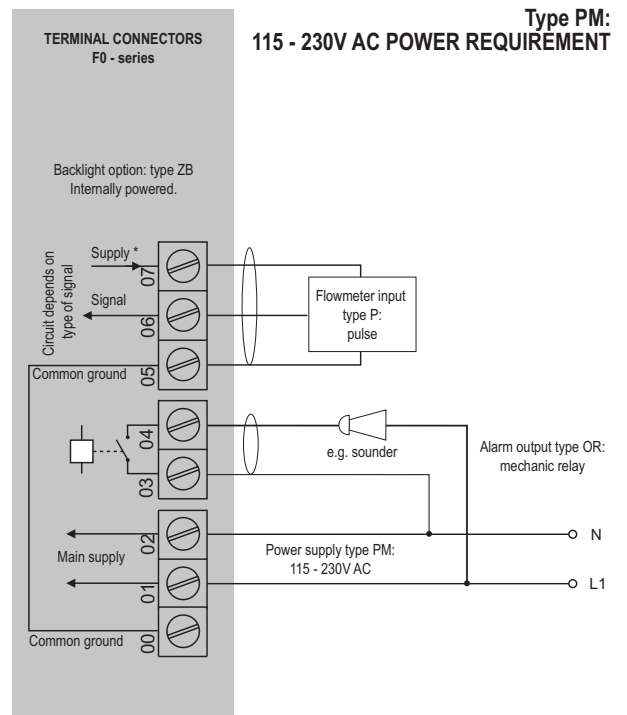 Type PM:
115 - 230V AC POWER REQUIREMENT
TERMINAL CONNECTORS
F0 - series
Backlight option: type ZB
Internally powered.
Circuit depends on
type of signal
Supply *
07
Signal
06
Common ground
05
Flowmeter input
type P:
pulse
04
03
e.g. sounder
Alarm output type OR:
mechanic relay
02
Main supply
01
Power supply type PM:
115 - 230V AC
N
L1
Common ground
00